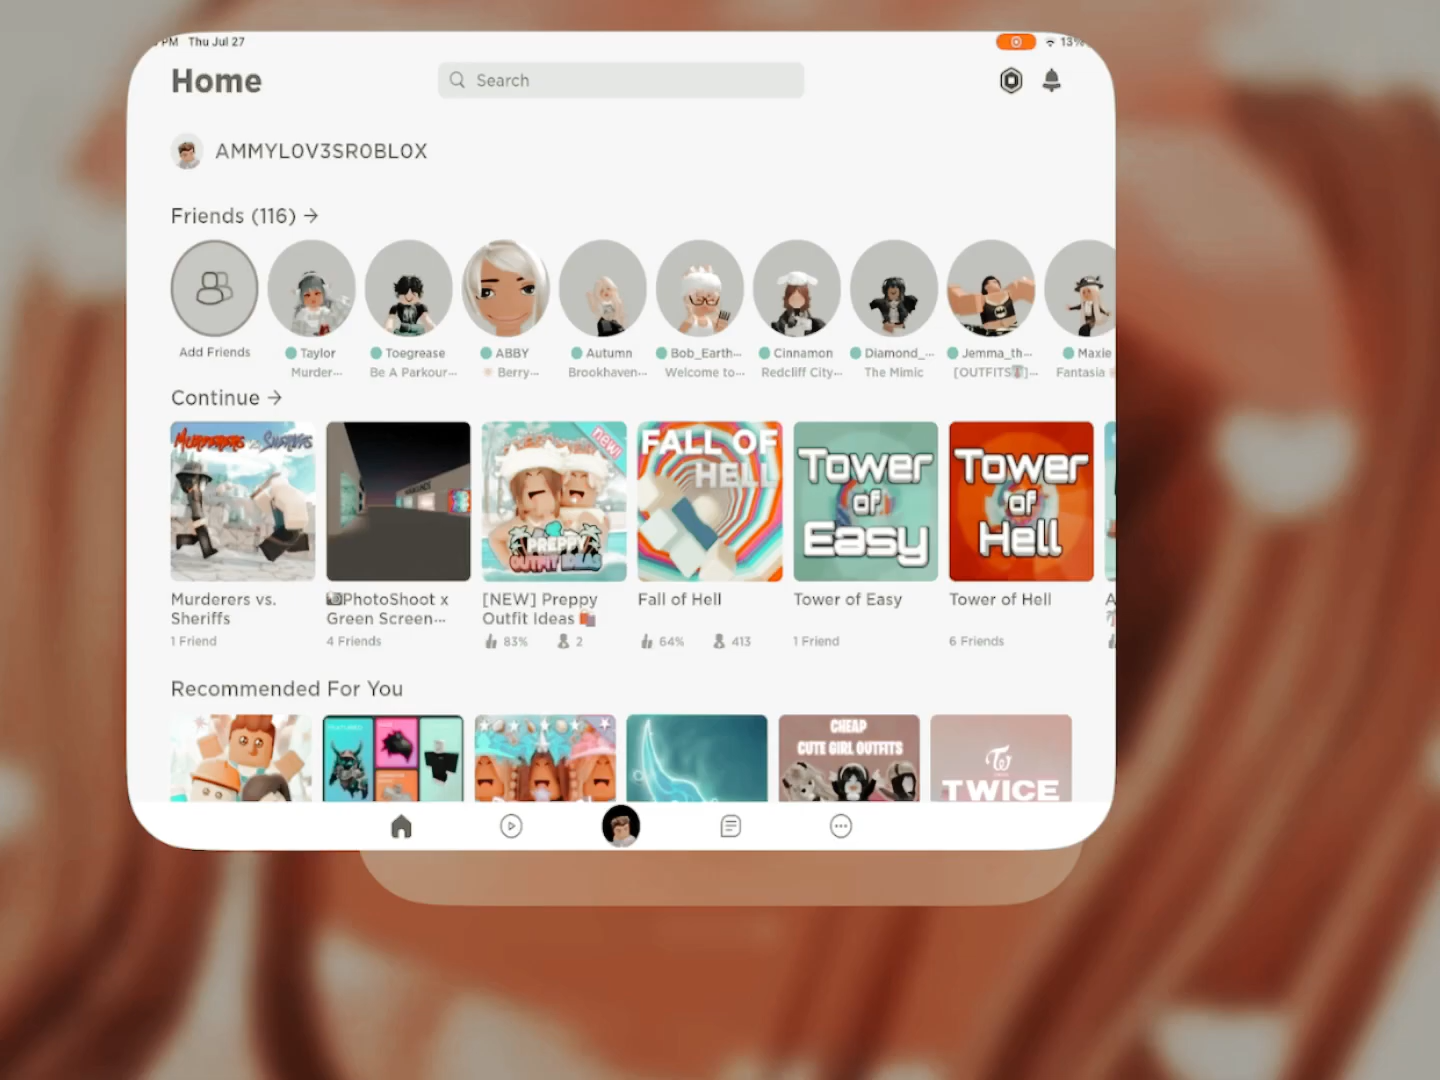 PM Thu Jul 27
13%
Home
Search
AMMYL0V3SR0BL0X
Friends (116) →
Add Friends
Taylor
Murder...
Toegrease
Be A Parkour...
ABBY
Berry...
Autumn
Brookhaven...
Bob_Earth...
Welcome to...
Cinnamon
Redcliff City...
Diamond_...
The Mimic
Jemma_th...
[OUTFITS]...
Maxie
Fantasia
Continue →
MURDERERS vs SHERIFFS
new!
PREPPY
OUTFIT IDEAS
FALL OF
HELL
Tower
of
Easy
Tower
of
Hell
Murderers vs.
Sheriffs
1 Friend
PhotoShoot x
Green Screen...
4 Friends
[NEW] Preppy
Outfit Ideas
83% 2
Fall of Hell
64% 413
Tower of Easy
1 Friend
Tower of Hell
6 Friends
Recommended For You
CHEAP
CUTE GIRL OUTFITS
TWICE